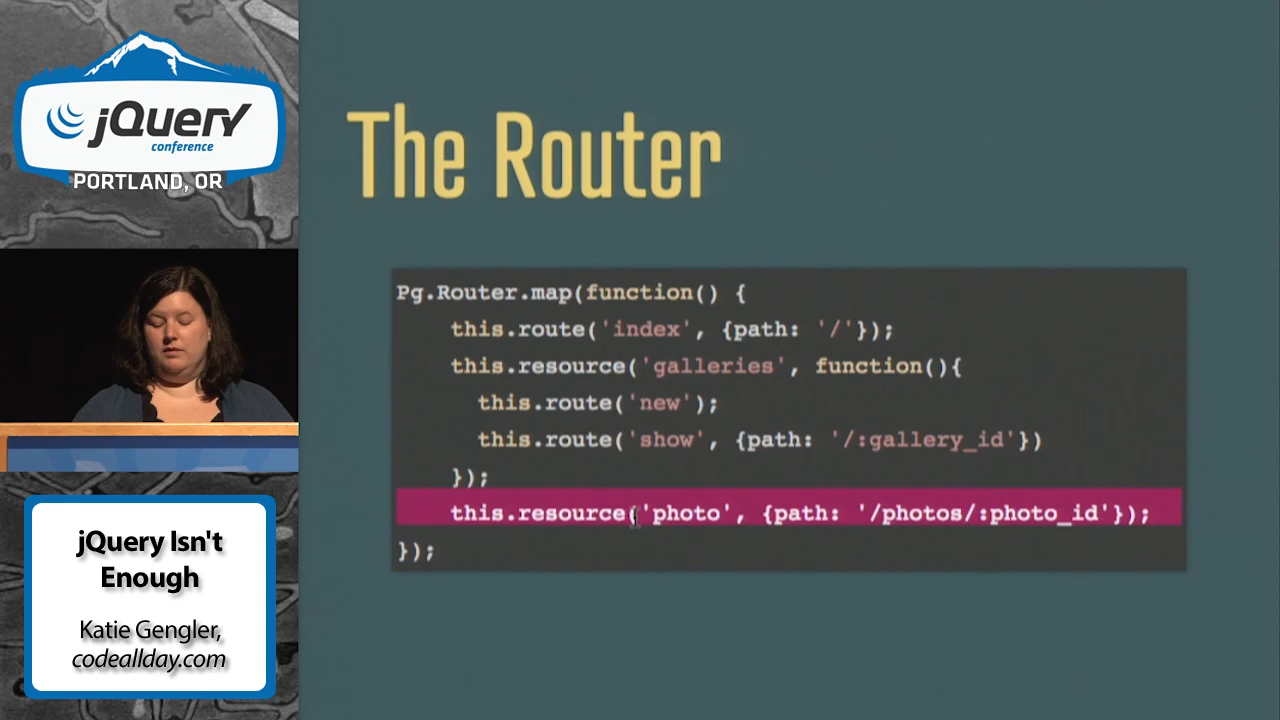 jQuery
conference
PORTLAND, OR
jQuery Isn't
Enough
Katie Gengler,
codeallday.com
The Router
Pg.Router.map(function() {
    this.route('index', {path: '/'});
    this.resource('galleries', function(){
      this.route('new');
      this.route('show', {path: '/:gallery_id'})
    });
    this.resource('photo', {path: '/photos/:photo_id'});
});